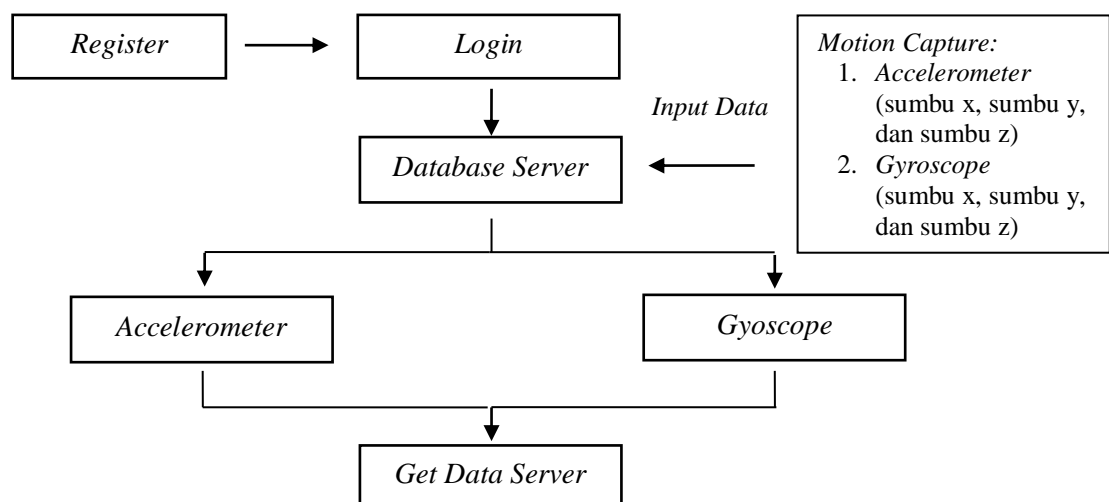 Register
Login
Motion Capture:
1. Accelerometer
(sumbu x, sumbu y,
dan sumbu z)
2. Gyroscope
(sumbu x, sumbu y,
dan sumbu z)
Input Data
Database Server
Accelerometer
Gyoscope
Get Data Server